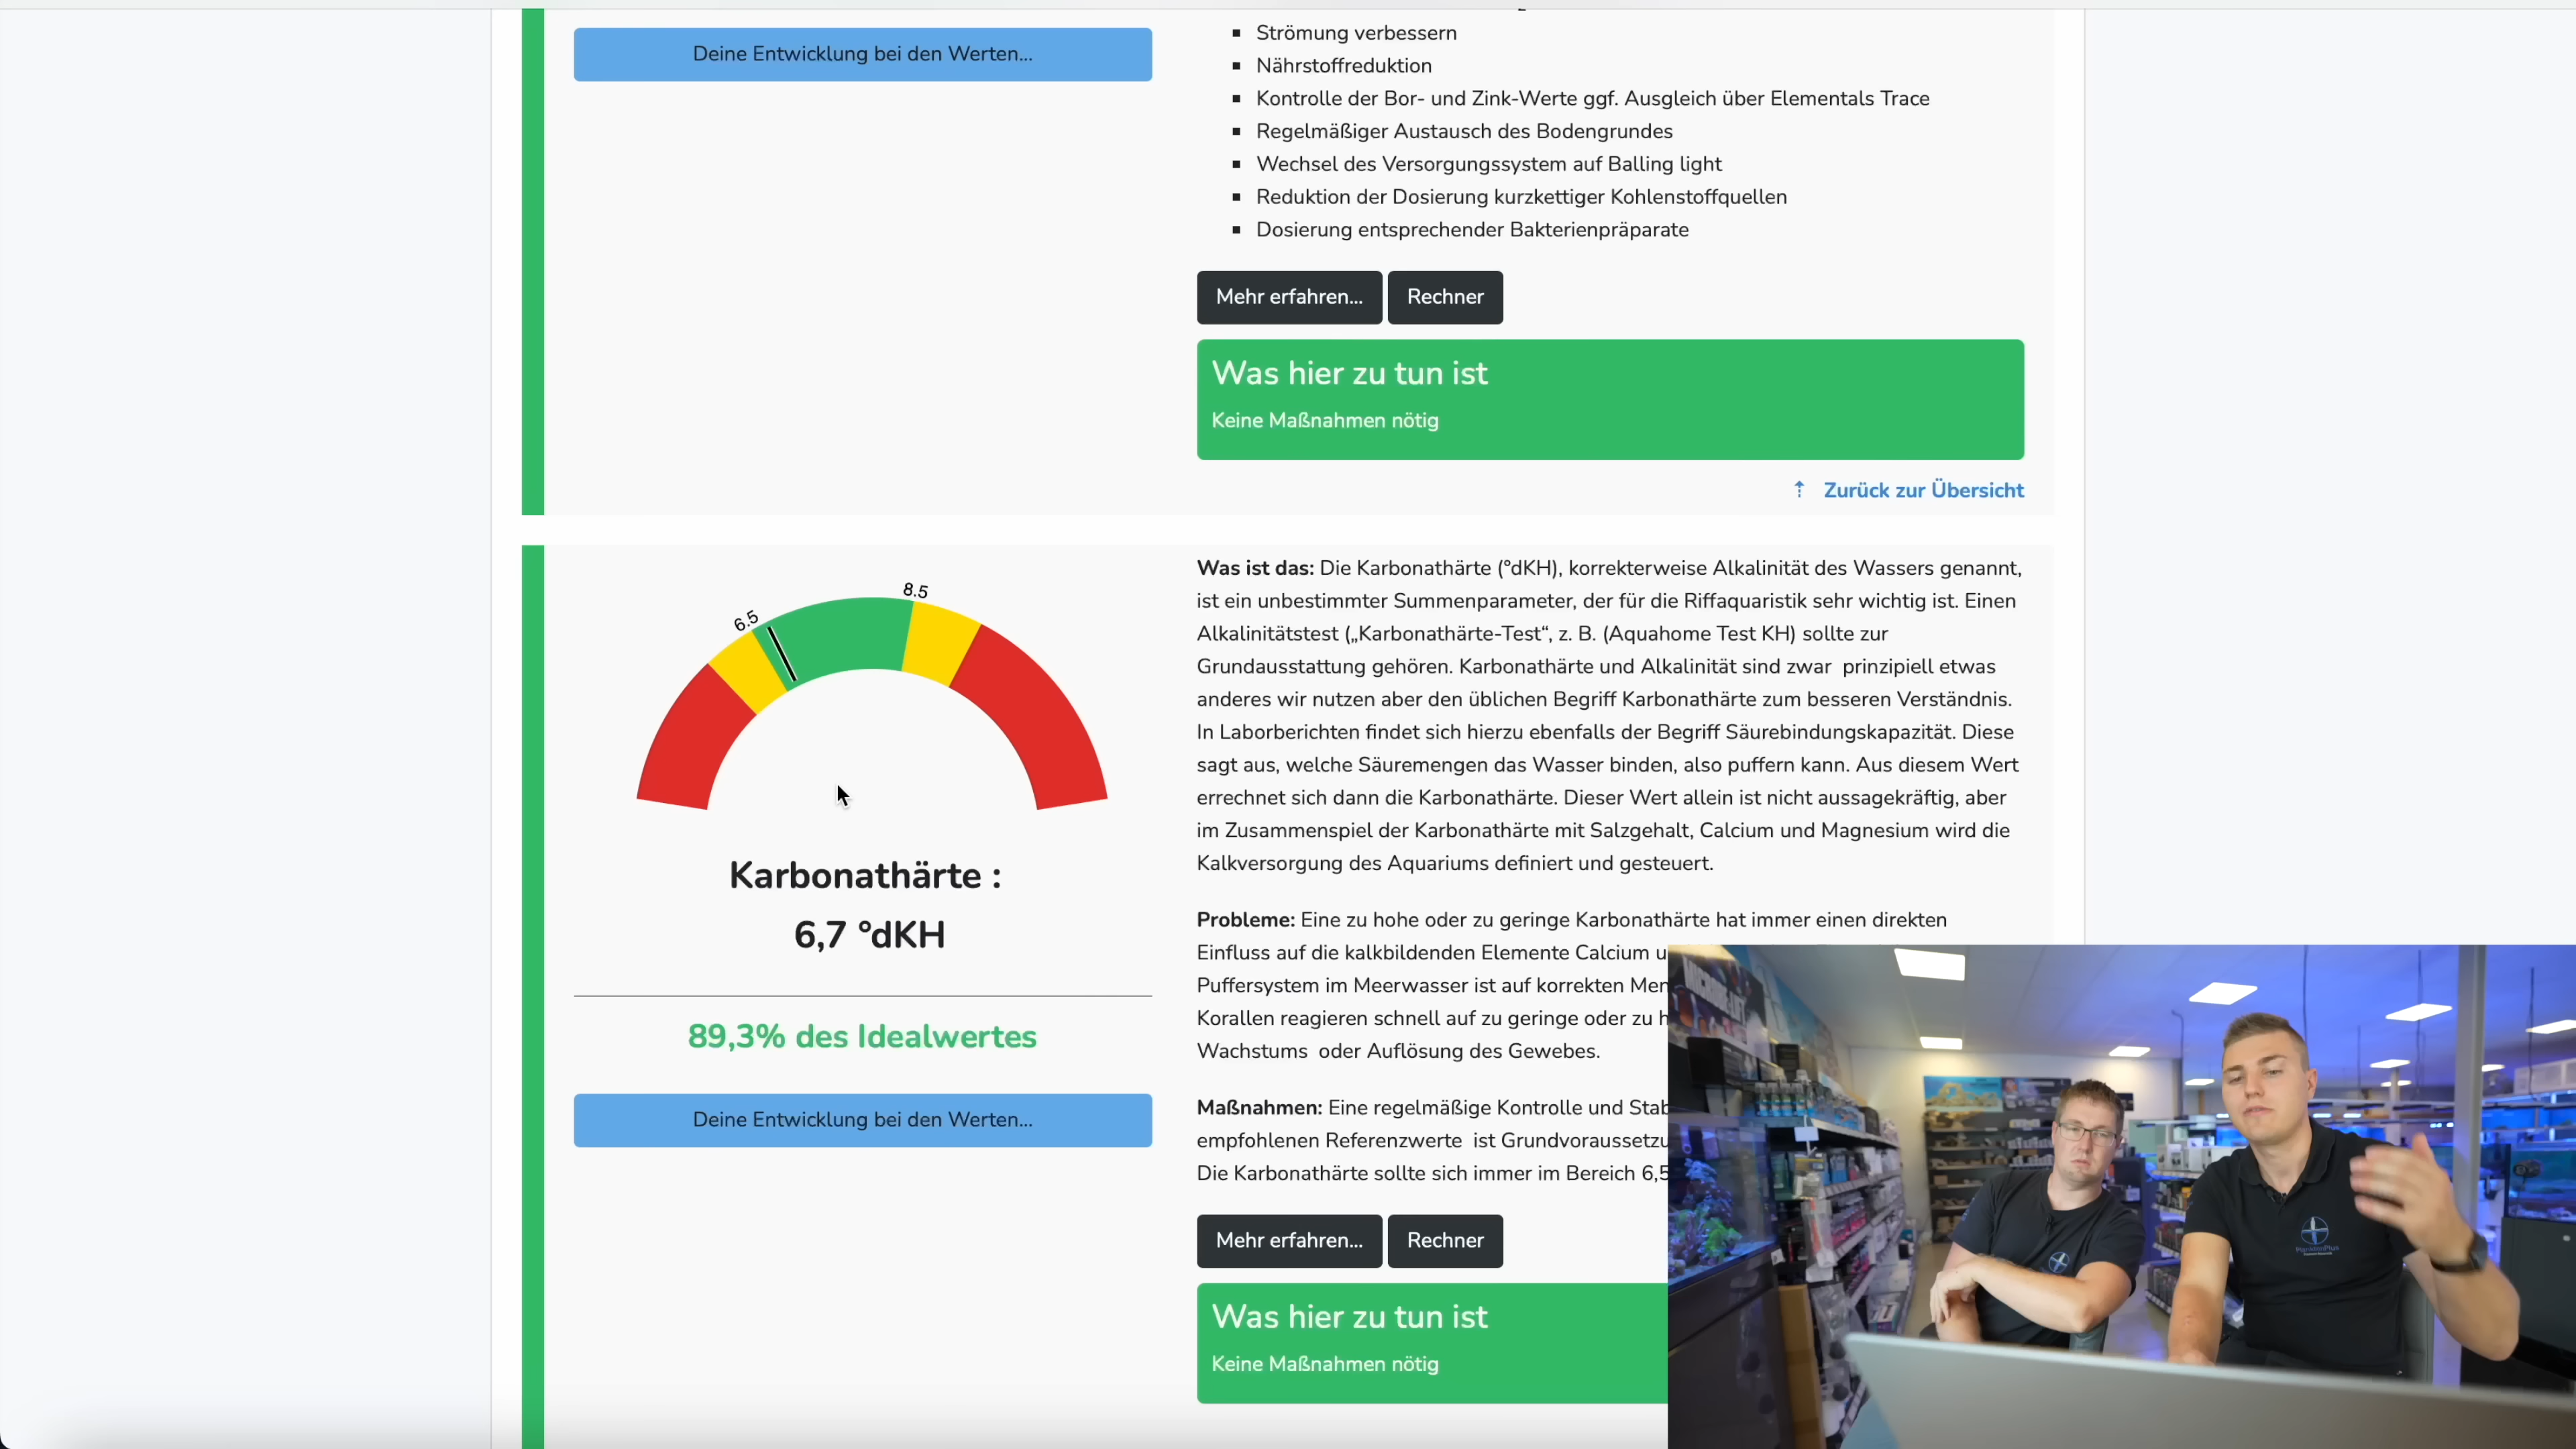 Strömung verbessern
Nährstoffreduktion
Kontrolle der Bor- und Zink-Werte ggf. Ausgleich über Elementals Trace
Regelmäßiger Austausch des Bodengrundes
Wechsel des Versorgungssystem auf Balling light
Reduktion der Dosierung kurzkettiger Kohlenstoffquellen
Dosierung entsprechender Bakterienpräparate
Deine Entwicklung bei den Werten...
Mehr erfahren... Rechner
Was hier zu tun ist
Keine Maßnahmen nötig
⇡ Zurück zur Übersicht
6.5
8.5
Karbonathärte :
6,7 °dKH
89,3% des Idealwertes
Deine Entwicklung bei den Werten...
Was ist das: Die Karbonathärte (°dKH), korrekterweise Alkalinität des Wassers genannt,
ist ein unbestimmter Summenparameter, der für die Riffaquaristik sehr wichtig ist. Einen
Alkalinitätstest („Karbonathärte-Test“, z. B. (Aquahome Test KH) sollte zur
Grundausstattung gehören. Karbonathärte und Alkalinität sind zwar prinzipiell etwas
anderes wir nutzen aber den üblichen Begriff Karbonathärte zum besseren Verständnis.
In Laborberichten findet sich hierzu ebenfalls der Begriff Säurebindungskapazität. Diese
sagt aus, welche Säuremengen das Wasser binden, also puffern kann. Aus diesem Wert
errechnet sich dann die Karbonathärte. Dieser Wert allein ist nicht aussagekräftig, aber
im Zusammenspiel der Karbonathärte mit Salzgehalt, Calcium und Magnesium wird die
Kalkversorgung des Aquariums definiert und gesteuert.
Probleme: Eine zu hohe oder zu geringe Karbonathärte hat immer einen direkten
Einfluss auf die kalkbildenden Elemente Calcium u
Puffersystem im Meerwasser ist auf korrekten Men
Korallen reagieren schnell auf zu geringe oder zu h
Wachstums oder Auflösung des Gewebes.
Maßnahmen: Eine regelmäßige Kontrolle und Stab
empfohlenen Referenzwerte ist Grundvoraussetzu
Die Karbonathärte sollte sich immer im Bereich 6,5
Mehr erfahren... Rechner
Was hier zu tun ist
Keine Maßnahmen nötig